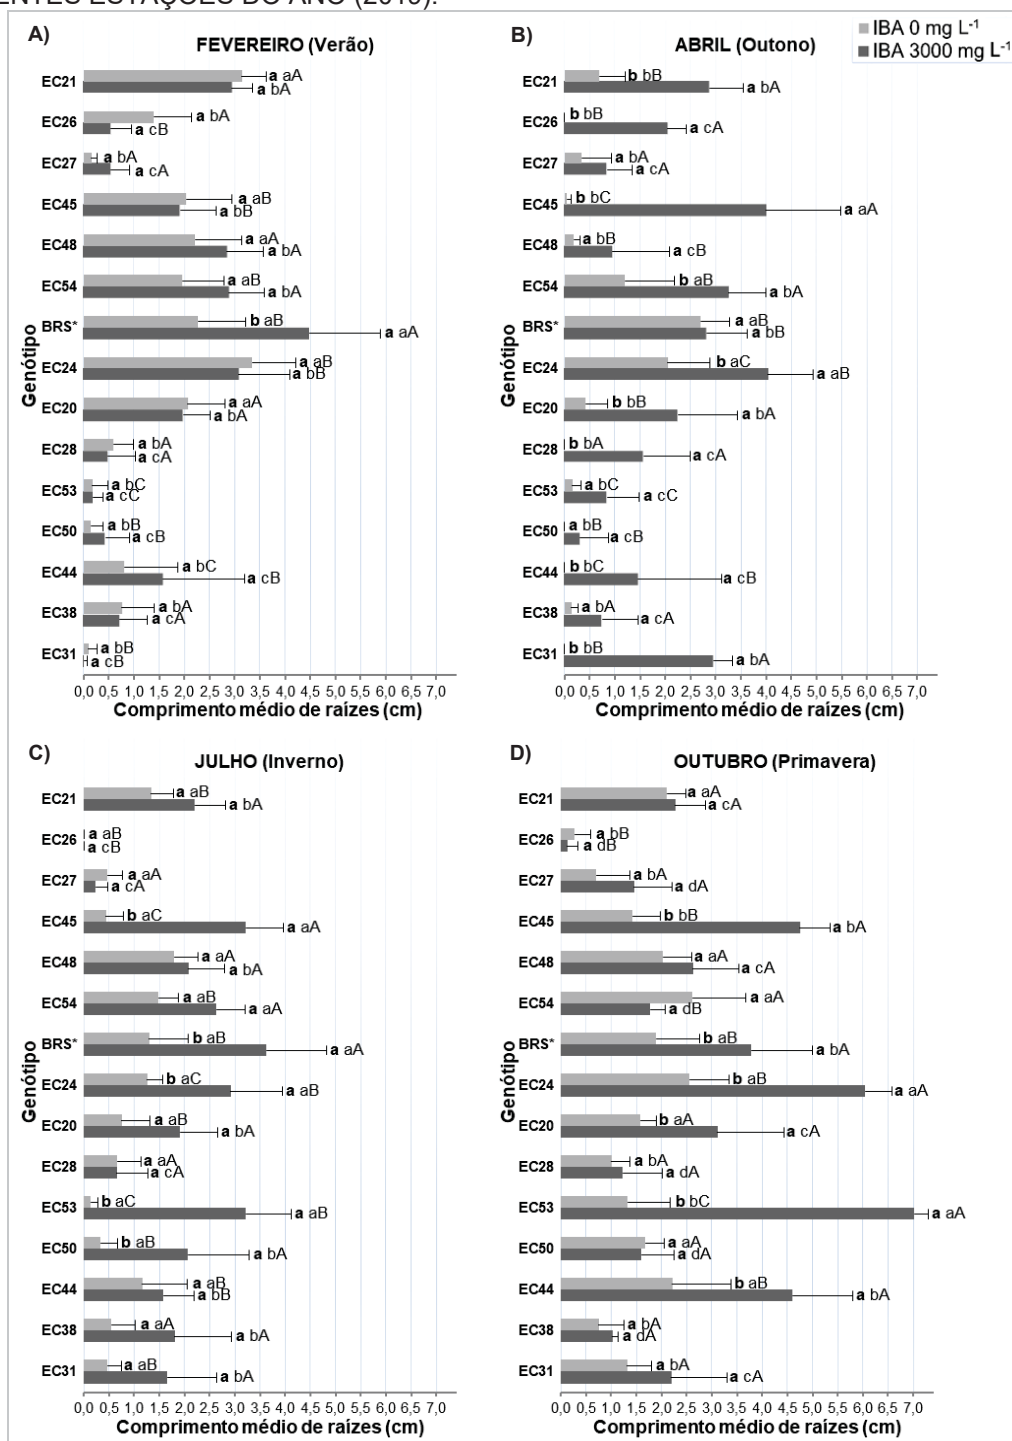 ENTES ESTAÇÕES DO ANO (2019).
IBA 0 mg L-1
IBA 3000 mg L-1
A)
FEVEREIRO (Verão)
EC21
a aA
a bA
EC26
a bA
a cB
EC27
a bA
a cA
EC45
a aB
a bB
EC48
a aA
a bA
EC54
a aB
a bA
BRS*
b aB
a aA
EC24
a aB
a bB
EC20
a aA
a bA
EC28
a bA
a cA
EC53
a bC
a cC
EC50
a bB
a cB
EC44
a bC
a cB
EC38
a bA
a cA
EC31
a bB
a cB
Genótipo
0,0 0,5 1,0 1,5 2,0 2,5 3,0 3,5 4,0 4,5 5,0 5,5 6,0 6,5 7,0
Comprimento médio de raízes (cm)
B)
ABRIL (Outono)
EC21
b bB
a bA
EC26
b bB
a cA
EC27
a bA
a cA
EC45
b bC
a aA
EC48
a bB
a cB
EC54
b aB
a bA
BRS*
a aB
a bB
EC24
b aC
a aB
EC20
b bB
a bA
EC28
b bA
a cA
EC53
a bC
a cC
EC50
a bB
a cB
EC44
b bC
a cB
EC38
a bA
a cA
EC31
b bB
a bA
Genótipo
0,0 0,5 1,0 1,5 2,0 2,5 3,0 3,5 4,0 4,5 5,0 5,5 6,0 6,5 7,0
Comprimento médio de raízes (cm)
C)
JULHO (Inverno)
EC21
a aB
a bA
EC26
a aB
a cB
EC27
a aA
a cA
EC45
b aC
a aA
EC48
a aA
a bA
EC54
a aB
a aA
BRS*
b aB
a aA
EC24
b aC
a aB
EC20
a aB
a bA
EC28
a aA
a cA
EC53
b aC
a aB
EC50
b aB
a bA
EC44
a aB
a bB
EC38
a aA
a bA
EC31
a aB
a bA
Genótipo
0,0 0,5 1,0 1,5 2,0 2,5 3,0 3,5 4,0 4,5 5,0 5,5 6,0 6,5 7,0
Comprimento médio de raízes (cm)
D)
OUTUBRO (Primavera)
EC21
a aA
a cA
EC26
a bB
a dB
EC27
a bA
a dA
EC45
b bB
a bA
EC48
a aA
a cA
EC54
a aA
a dB
BRS*
b aB
a bA
EC24
b aB
a aA
EC20
b aA
a cA
EC28
a bA
a dA
EC53
b bC
a aA
EC50
a aA
a dA
EC44
b aB
a bA
EC38
a bA
a dA
EC31
a bA
a cA
Genótipo
0,0 0,5 1,0 1,5 2,0 2,5 3,0 3,5 4,0 4,5 5,0 5,5 6,0 6,5 7,0
Comprimento médio de raízes (cm)